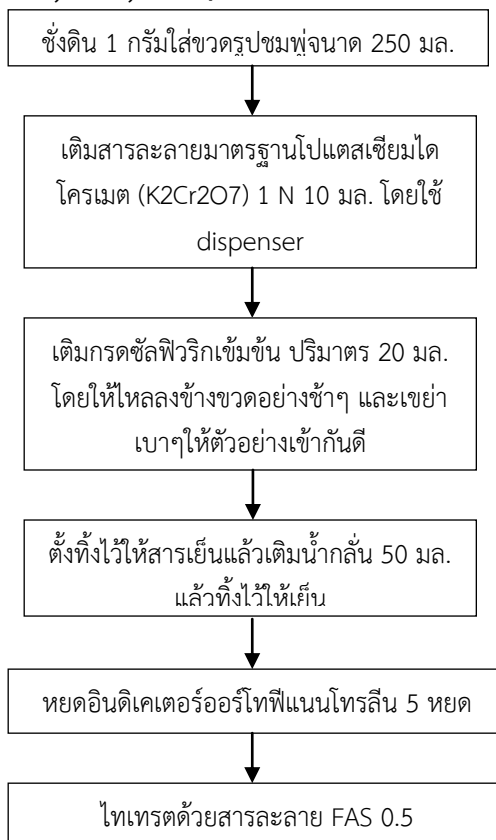 ชั่งดิน 1 กรัมใส่ขวดรูปชมพู่ขนาด 250 มล.
เติมสารละลายมาตรฐานโปแตสเซียมได
โครเมต (K2Cr2O7) 1 N 10 มล. โดยใช้
dispenser
เติมกรดซัลฟิวริกเข้มข้น ปริมาตร 20 มล.
โดยให้ไหลลงข้างขวดอย่างช้าๆ และเขย่า
เบาๆให้ตัวอย่างเข้ากันดี
ตั้งทิ้งไว้ให้สารเย็นแล้วเติมน้ำกลั่น 50 มล.
แล้วทิ้งไว้ให้เย็น
หยดอินดิเคเตอร์ออร์โทฟีแนนโทรลีน 5 หยด
ไทเทรตด้วยสารละลาย FAS 0.5